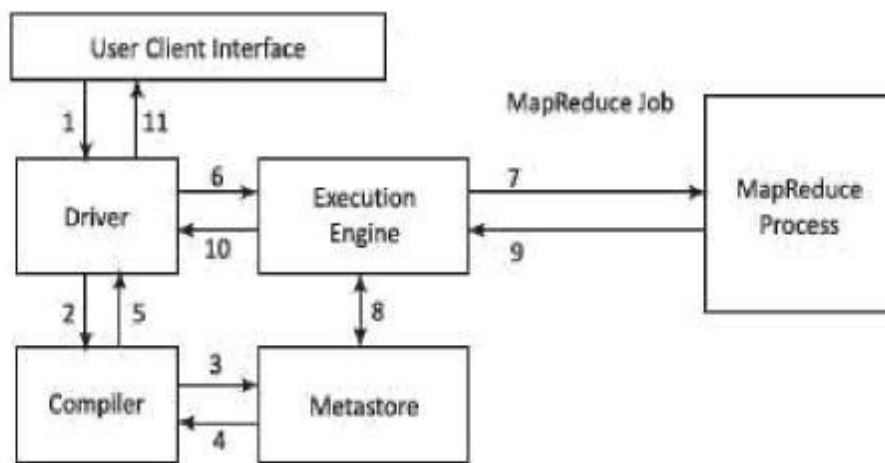 User Client Interface
1
11
MapReduce Job
6
7
Driver
Execution
Engine
MapReduce
Process
10
9
2
5
8
3
Compiler
Metastore
4